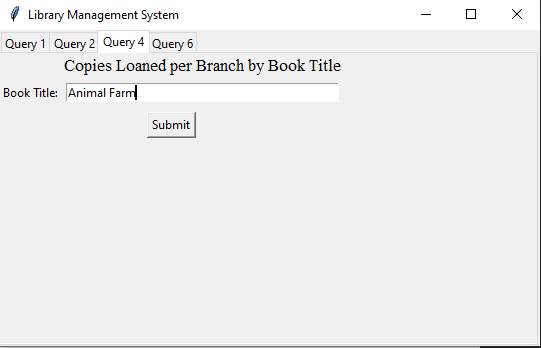 Library Management System
Query 1 Query 2 Query 4 Query 6
Copies Loaned per Branch by Book Title
Book Title: Animal Farm
Submit